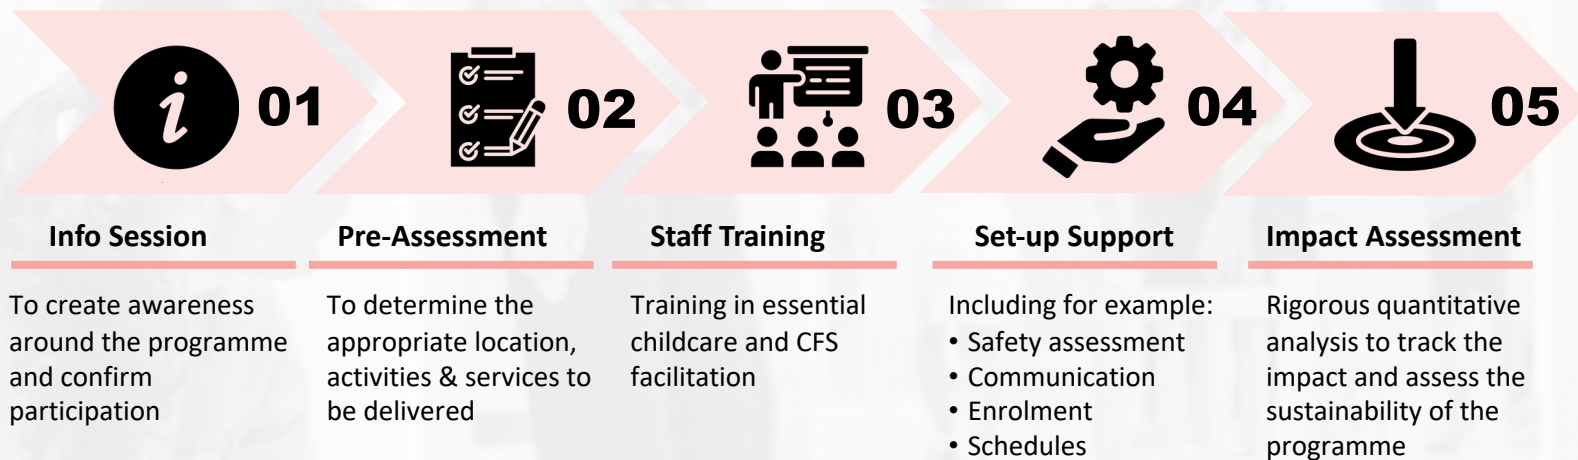 01
02
03
04
05
Info Session
To create awareness
around the programme
and confirm
participation
Pre-Assessment
To determine the
appropriate location,
activities & services to
be delivered
Staff Training
Training in essential
childcare and CFS
facilitation
Set-up Support
Including for example:
• Safety assessment
• Communication
• Enrolment
• Schedules
Impact Assessment
Rigorous quantitative
analysis to track the
impact and assess the
sustainability of the
programme